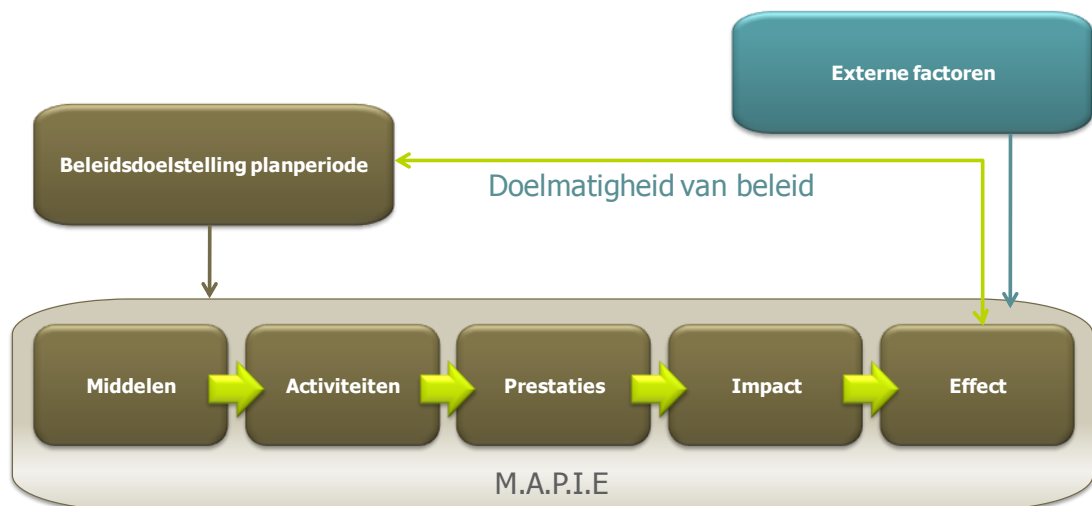 Externe factoren
Beleidsdoelstelling planperiode
Doelmatigheid van beleid
Middelen
Activiteiten
Prestaties
Impact
Effect
M.A.P.I.E